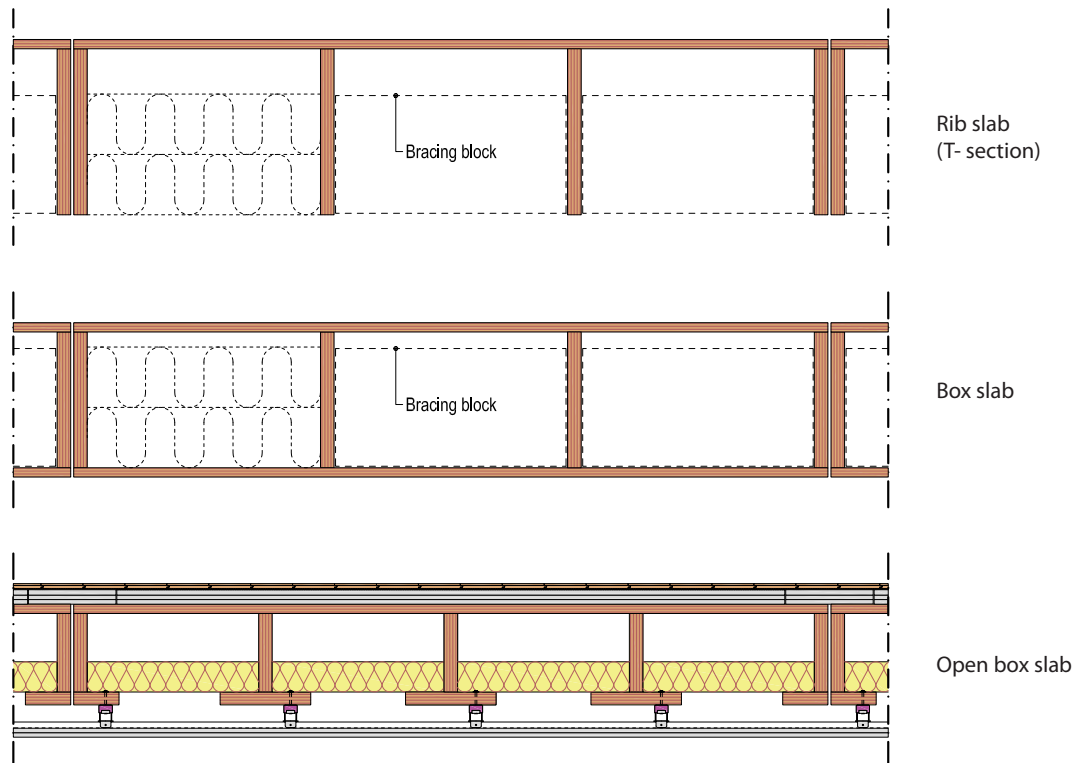 Rib slab
(T- section)
Bracing block
Box slab
Bracing block
Open box slab